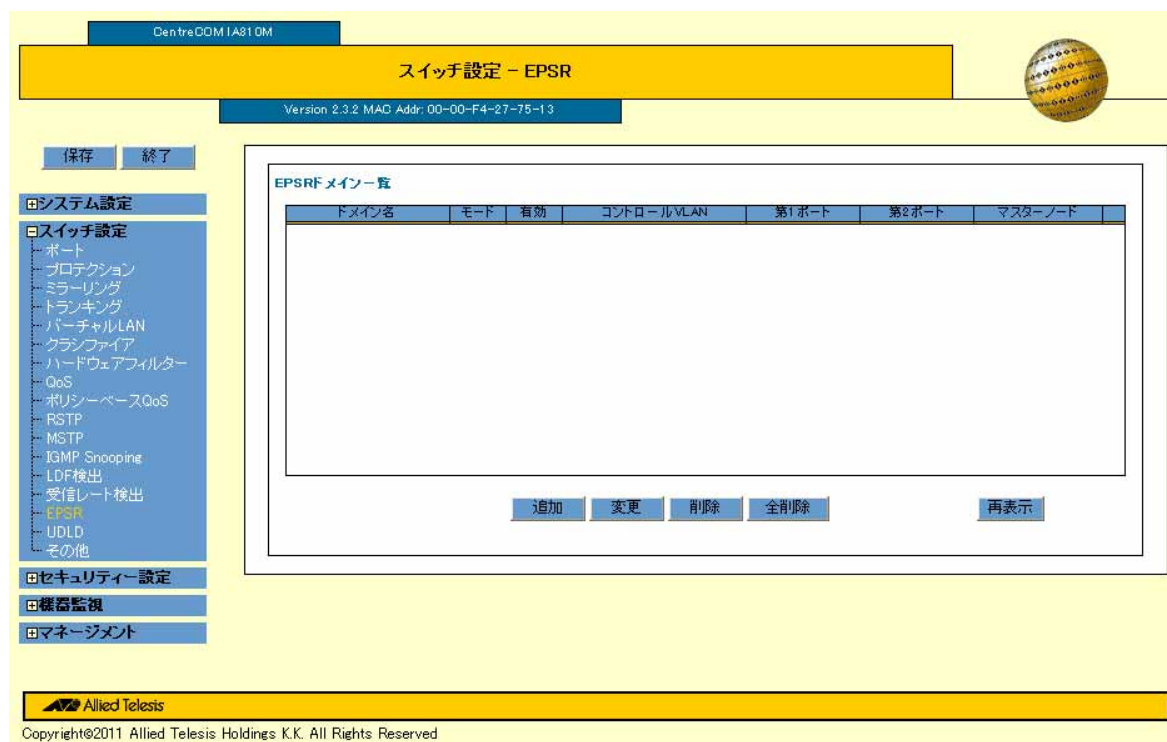 CentreCOM IA810M
スイッチ設定 - EPSR
Version 2.3.2 MAC Addr: 00-00-F4-27-75-13
保存 終了
システム設定
スイッチ設定
ポート
プロテクション
ミラーリング
トランキング
バーチャルLAN
クラシファイア
ハードウェアフィルター
QoS
ポリシーベースQoS
RSTP
MSTP
IGMP Snooping
LDF検出
受信レート検出
EPSR
UDLD
その他
セキュリティー設定
機器監視
マネージメント
EPSRドメイン一覧
ドメイン名 モード 有効 コントロールVLAN 第1ポート 第2ポート マスターノード
追加 変更 削除 全削除 再表示
Allied Telesis
Copyright©2011 Allied Telesis Holdings K.K. All Rights Reserved